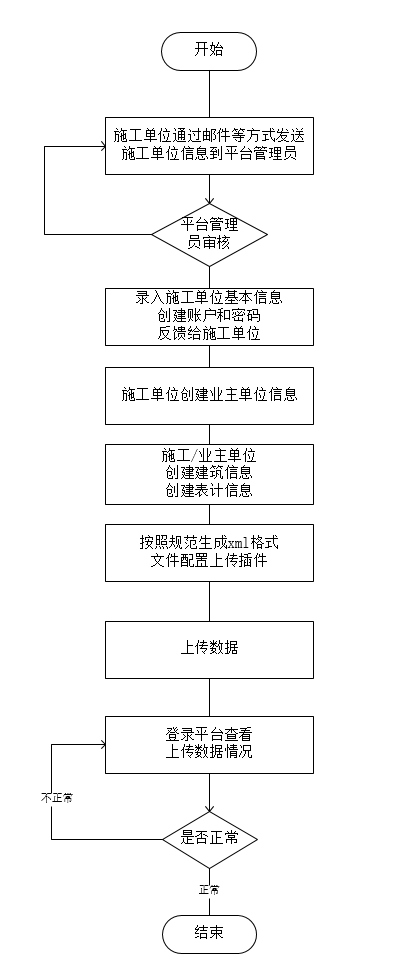 开始
施工单位通过邮件等方式发送
施工单位信息到平台管理员
平台管理
员审核
录入施工单位基本信息
创建账户和密码
反馈给施工单位
施工单位创建业主单位信息
施工/业主单位
创建建筑信息
创建表计信息
按照规范生成xml格式
文件配置上传插件
上传数据
登录平台查看
上传数据情况
不正常
是否正常
正常
结束